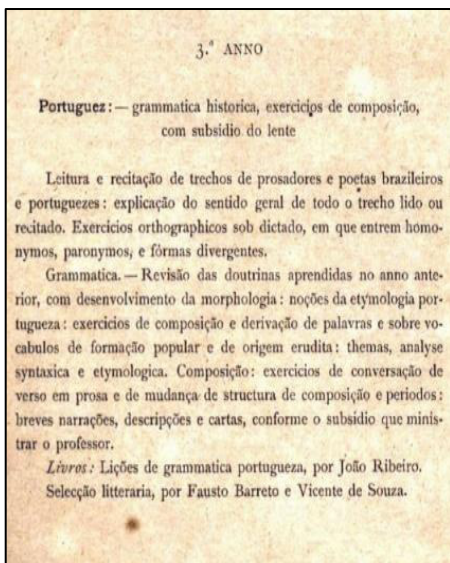 3.º ANNO
Portuguez: — grammatica historica, exercicios de composição,
com subsidio do lente
Leitura e recitação de trechos de prosadores e poetas brazileiros
e portuguezes: explicação do sentido geral de todo o trecho lido ou
recitado. Exercicios orthographicos sob dictado, em que entrem homo-
nymos, paronymos, e fórmas divergentes.
Grammatica. — Revisão das doutrinas aprendidas no anno ante-
rior, com desenvolvimento da morphologia: noções da etymologia por-
tugueza: exercicios de composição e derivação de palavras e sobre vo-
cabulos de formação popular e de origem erudita: themas, analyse
syntaxica e etymologica. Composição: exercicios de conversação de
verso em prosa e de mudança de structura de composição e periodos:
breves narrações, descripções e cartas, conforme o subsidio que minis-
trar o professor.
Livros: Lições de grammatica portugueza, por João Ribeiro.
Selecção litteraria, por Fausto Barreto e Vicente de Souza.